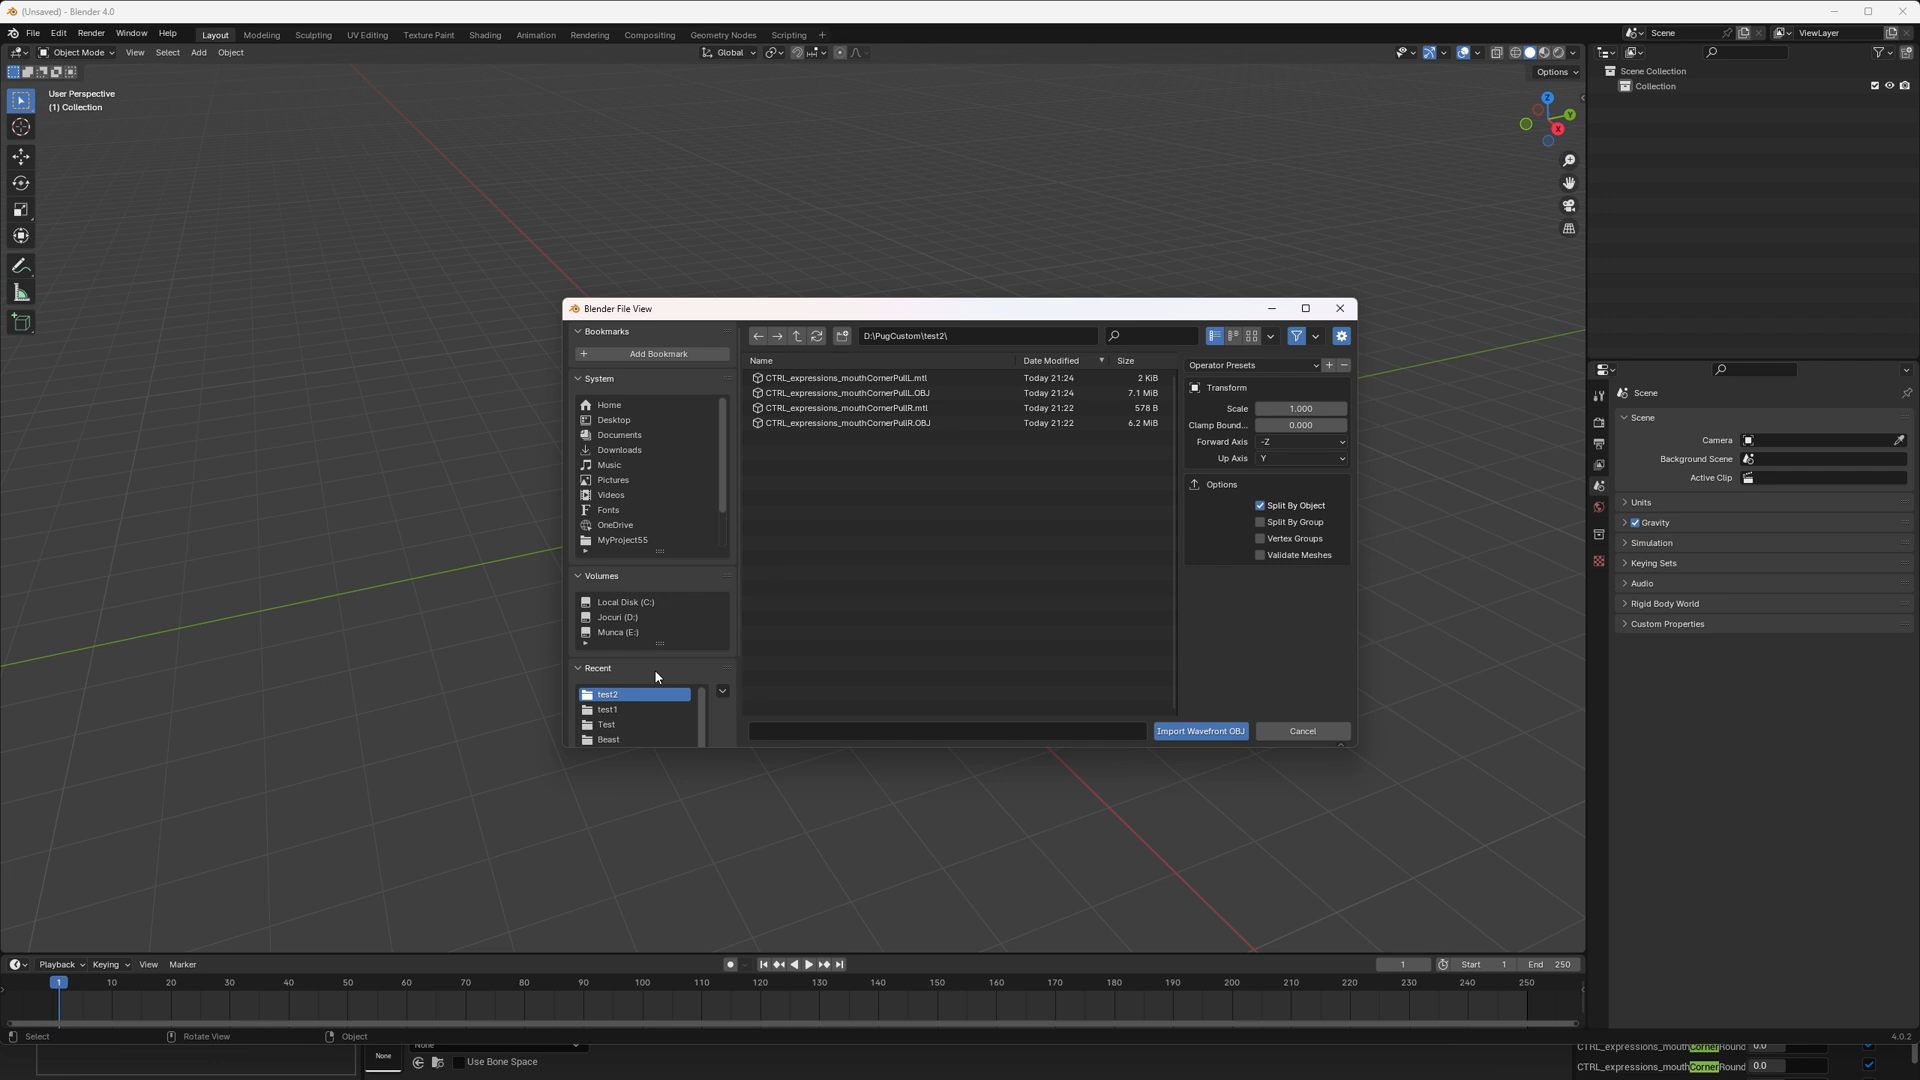 (Unsaved) - Blender 4.0
File Edit Render Window Help Layout Modeling Sculpting UV Editing Texture Paint Shading Animation Rendering Compositing Geometry Nodes Scripting + Scene ViewLayer
Object Mode View Select Add Object Global
Options
User Perspective
(1) Collection
Z
Y
X
Scene Collection
Collection
Blender File View
Bookmarks
Add Bookmark
System
Home
Desktop
Documents
Downloads
Music
Pictures
Videos
Fonts
OneDrive
MyProject55
Volumes
Local Disk (C:)
Jocuri (D:)
Munca (E:)
Recent
test2
test1
Test
Beast
D:\PugCustom\test2\
Name Date Modified Size
CTRL_expressions_mouthCornerPullL.mtl Today 21:24 2 KiB
CTRL_expressions_mouthCornerPullL.OBJ Today 21:24 7.1 MiB
CTRL_expressions_mouthCornerPullR.mtl Today 21:22 578 B
CTRL_expressions_mouthCornerPullR.OBJ Today 21:22 6.2 MiB
Operator Presets
Transform
Scale 1.000
Clamp Bound... 0.000
Forward Axis -Z
Up Axis Y
Options
Split By Object
Split By Group
Vertex Groups
Validate Meshes
Import Wavefront OBJ Cancel
Scene
Scene
Camera
Background Scene
Active Clip
Units
Gravity
Simulation
Keying Sets
Audio
Rigid Body World
Custom Properties
Playback Keying View Marker 1 Start 1 End 250
1 10 20 30 40 50 60 70 80 90 100 110 120 130 140 150 160 170 180 190 200 210 220 230 240 250
Select Rotate View Object 4.0.2
None
None
Use Bone Space
CTRL_expressions_mouthCornerRound 0.0
CTRL_expressions_mouthCornerRound 0.0